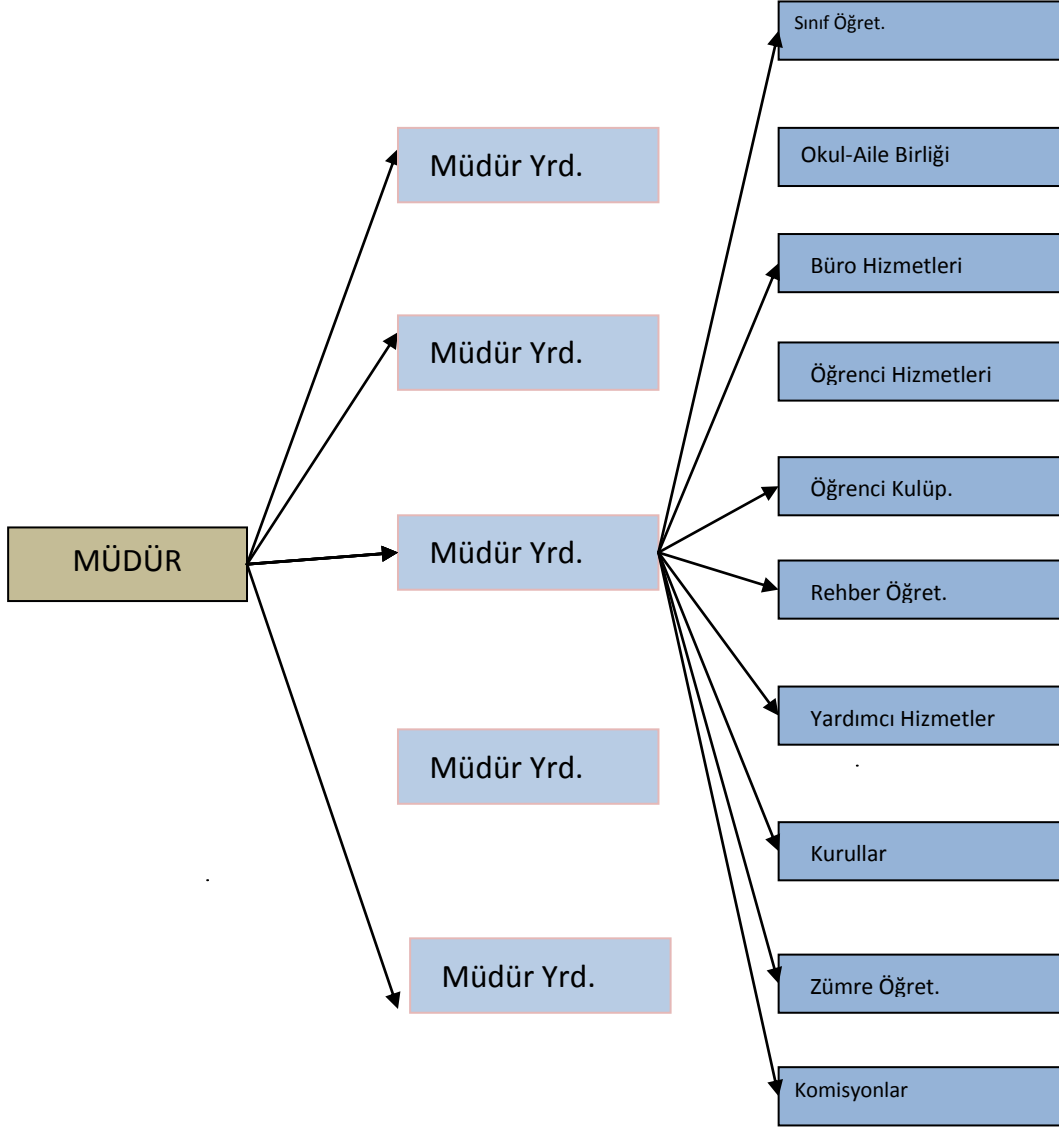 MÜDÜR
Müdür Yrd.
Müdür Yrd.
Müdür Yrd.
Müdür Yrd.
Müdür Yrd.
Sınıf Öğret.
Okul-Aile Birliği
Büro Hizmetleri
Öğrenci Hizmetleri
Öğrenci Kulüp.
Rehber Öğret.
Yardımcı Hizmetler
Kurullar
Zümre Öğret.
Komisyonlar